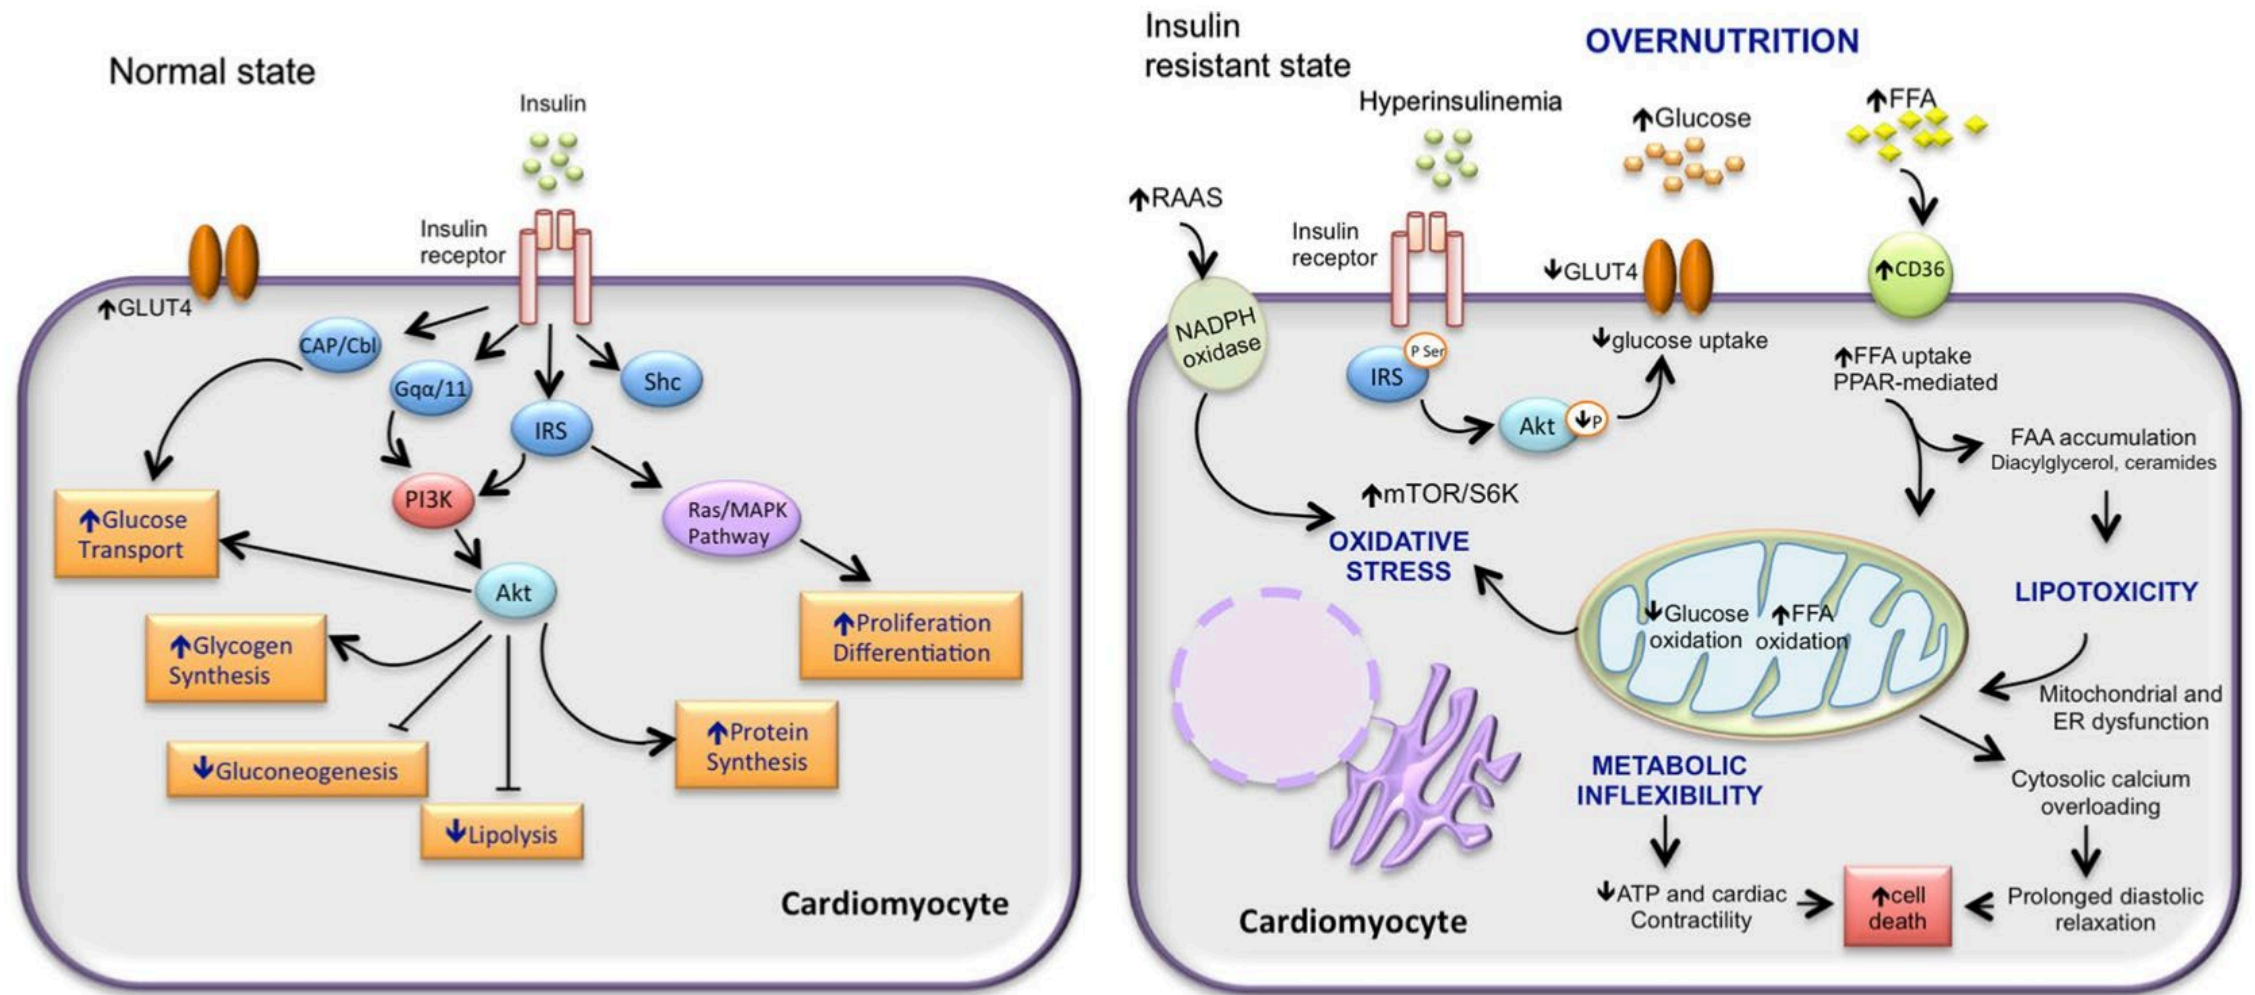 Normal state
Insulin
Insulin
receptor
↑GLUT4
CAP/Cbl
Gqα/11
Shc
IRS
PI3K
Ras/MAPK
Pathway
↑Glucose
Transport
Akt
↑Proliferation
Differentiation
↑Glycogen
Synthesis
↑Protein
Synthesis
↓Gluconeogenesis
↓Lipolysis
Cardiomyocyte
Insulin
resistant state
OVERNUTRITION
Hyperinsulinemia
↑Glucose
↑FFA
↑RAAS
Insulin
receptor
↓GLUT4
↑CD36
NADPH
oxidase
P Ser
IRS
↓glucose uptake
↑FFA uptake
PPAR-mediated
Akt
↓P
FAA accumulation
Diacylglycerol, ceramides
↑mTOR/S6K
OXIDATIVE
STRESS
LIPOTOXICITY
↓Glucose
oxidation
↑FFA
oxidation
Mitochondrial and
ER dysfunction
METABOLIC
INFLEXIBILITY
Cytosolic calcium
overloading
↓ATP and cardiac
Contractility
↑cell
death
Prolonged diastolic
relaxation
Cardiomyocyte